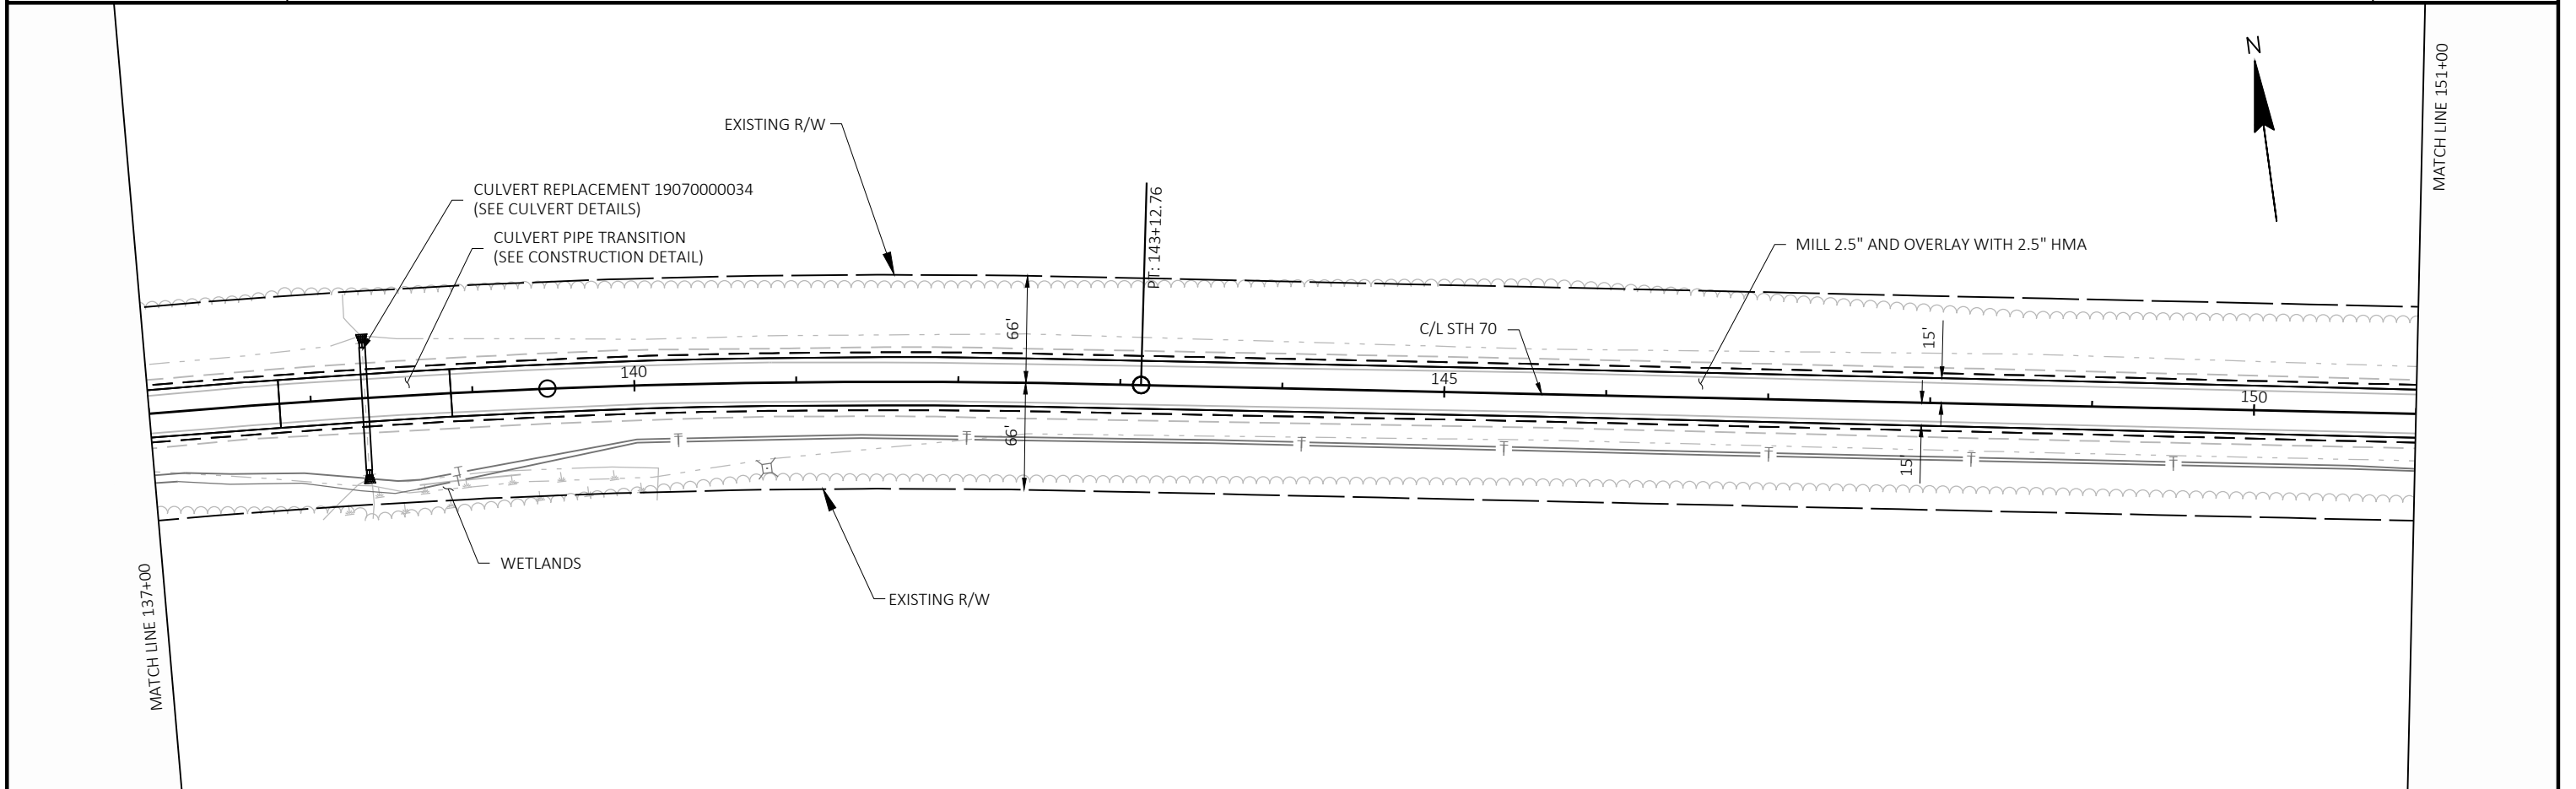 N
MATCH LINE 151+00
EXISTING R/W
CULVERT REPLACEMENT 19070000034
(SEE CULVERT DETAILS)
CULVERT PIPE TRANSITION
(SEE CONSTRUCTION DETAIL)
PT: 143+12.76
MILL 2.5" AND OVERLAY WITH 2.5" HMA
66'
C/L STH 70
15'
140
145
150
66'
15'
T
T
T
T
T
T
T
T
WETLANDS
EXISTING R/W
MATCH LINE 137+00